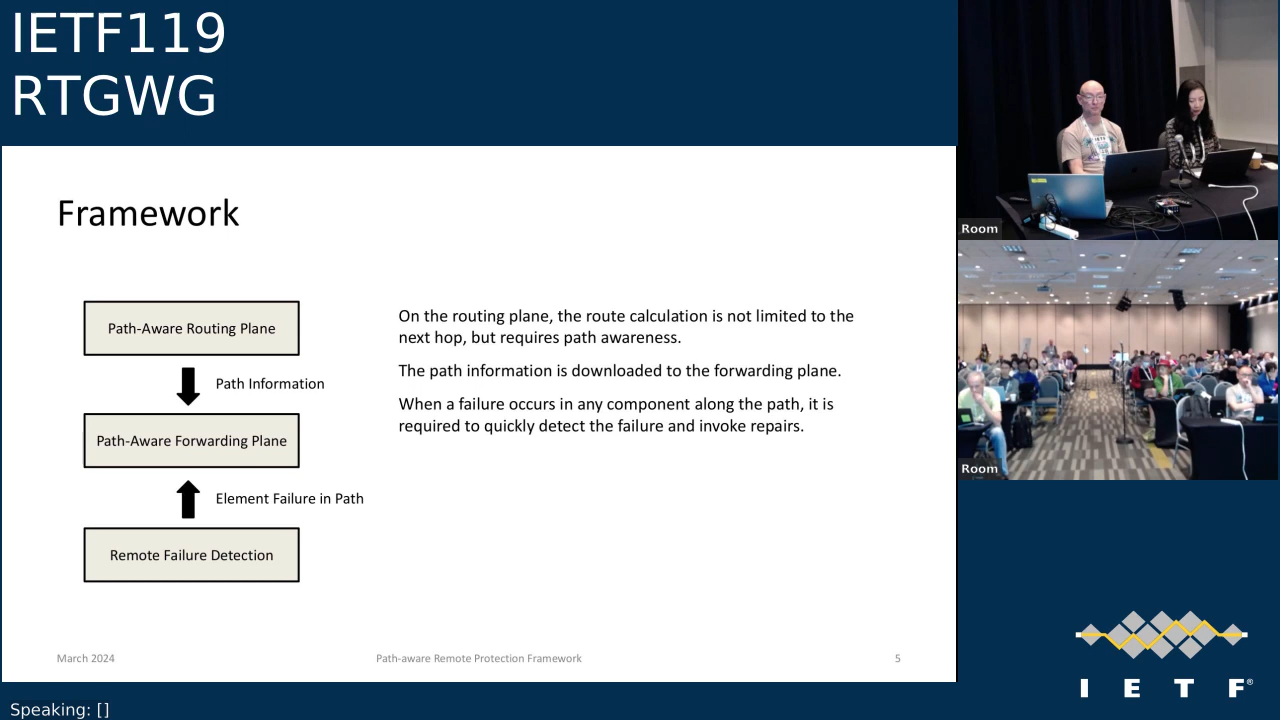 IETF119
RTGWG
Framework
Path-Aware Routing Plane
Path Information
Path-Aware Forwarding Plane
Element Failure in Path
Remote Failure Detection
On the routing plane, the route calculation is not limited to the
next hop, but requires path awareness.
The path information is downloaded to the forwarding plane.
When a failure occurs in any component along the path, it is
required to quickly detect the failure and invoke repairs.
March 2024
Path-aware Remote Protection Framework
5
Room
Room
I E T F®
Speaking: []